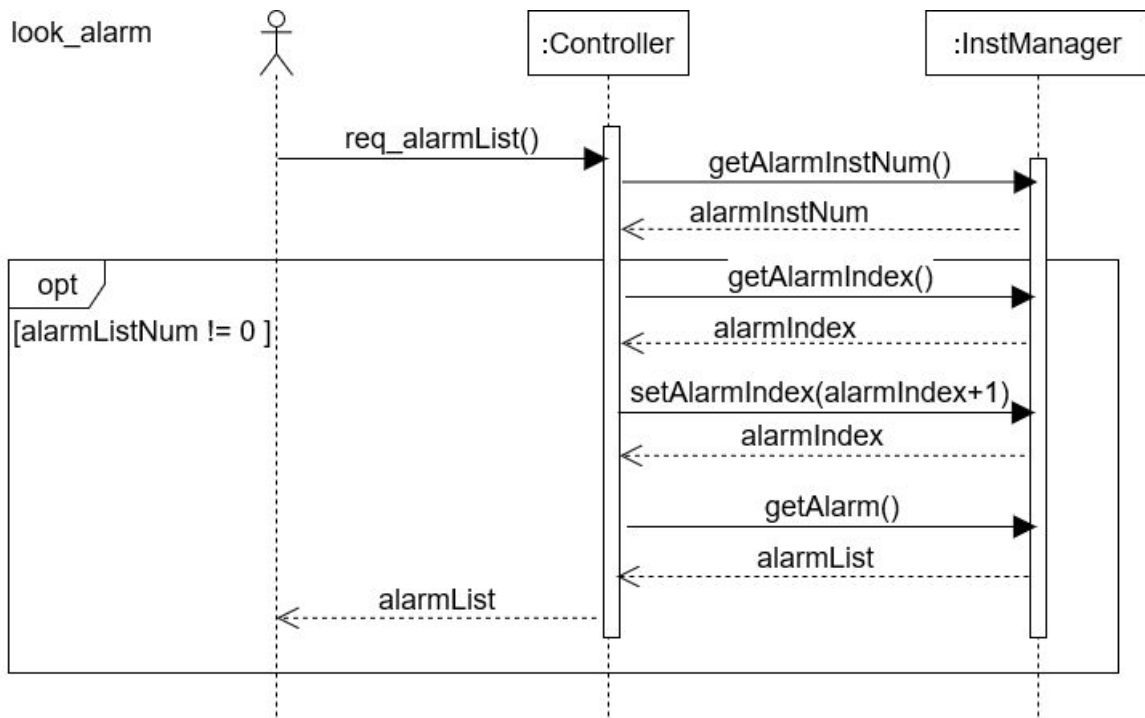 look_alarm
:Controller
:InstManager
req_alarmList()
getAlarmInstNum()
alarmInstNum
opt
getAlarmIndex()
[alarmListNum != 0 ]
alarmIndex
setAlarmIndex(alarmIndex+1)
alarmIndex
getAlarm()
alarmList
alarmList